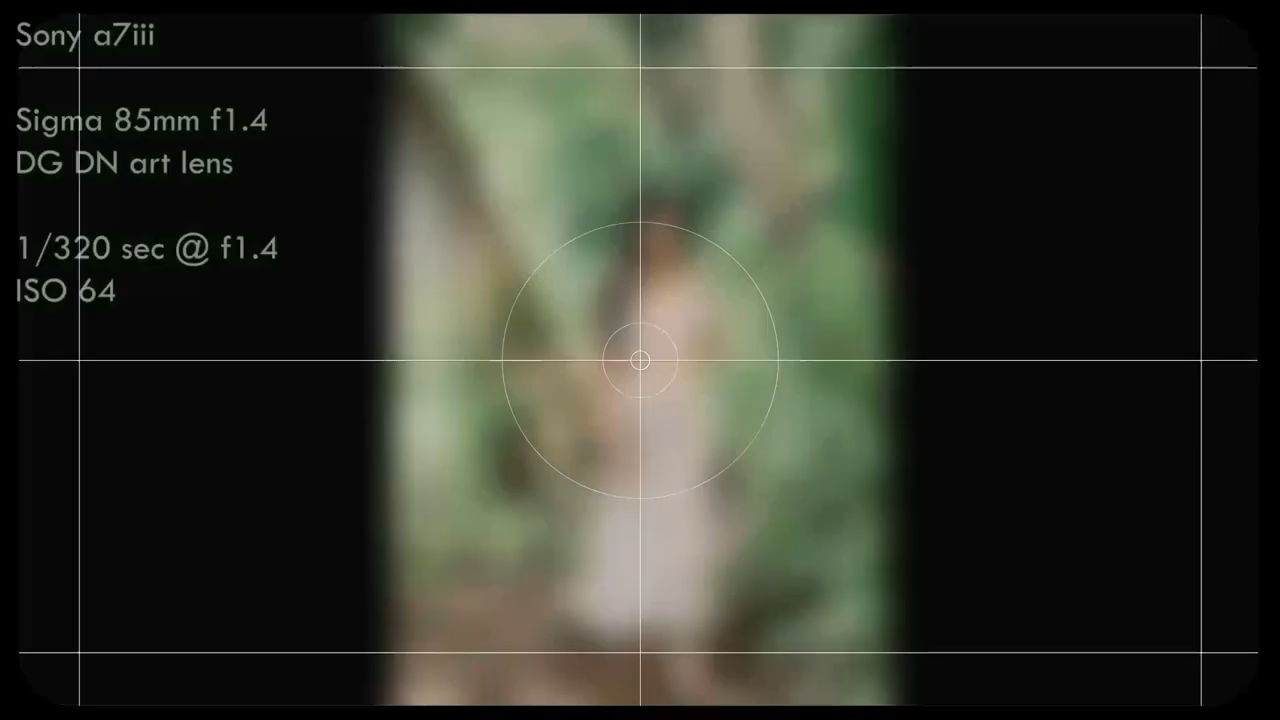 Sony a7iii
Sigma 85mm f1.4
DG DN art lens
1/320 sec @ f1.4
ISO 64